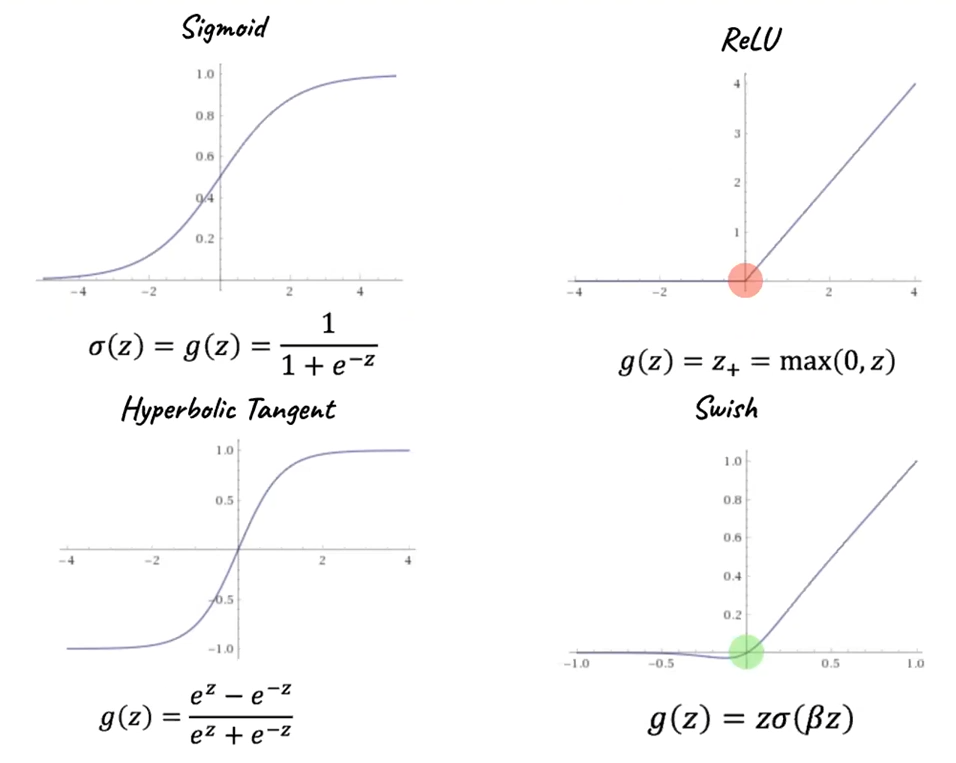 Sigmoid
1.0
0.8
0.6
0.4
0.2
−4 −2 2 4
σ(z) = g(z) = 1 / (1 + e^−z)
ReLU
4
3
2
1
−4 −2 2 4
g(z) = z₊ = max(0, z)
Hyperbolic Tangent
1.0
0.5
−4 −2 2 4
−0.5
−1.0
g(z) = (e^z − e^−z) / (e^z + e^−z)
Swish
1.0
0.8
0.6
0.4
0.2
−1.0 −0.5 0.5 1.0
g(z) = zσ(βz)